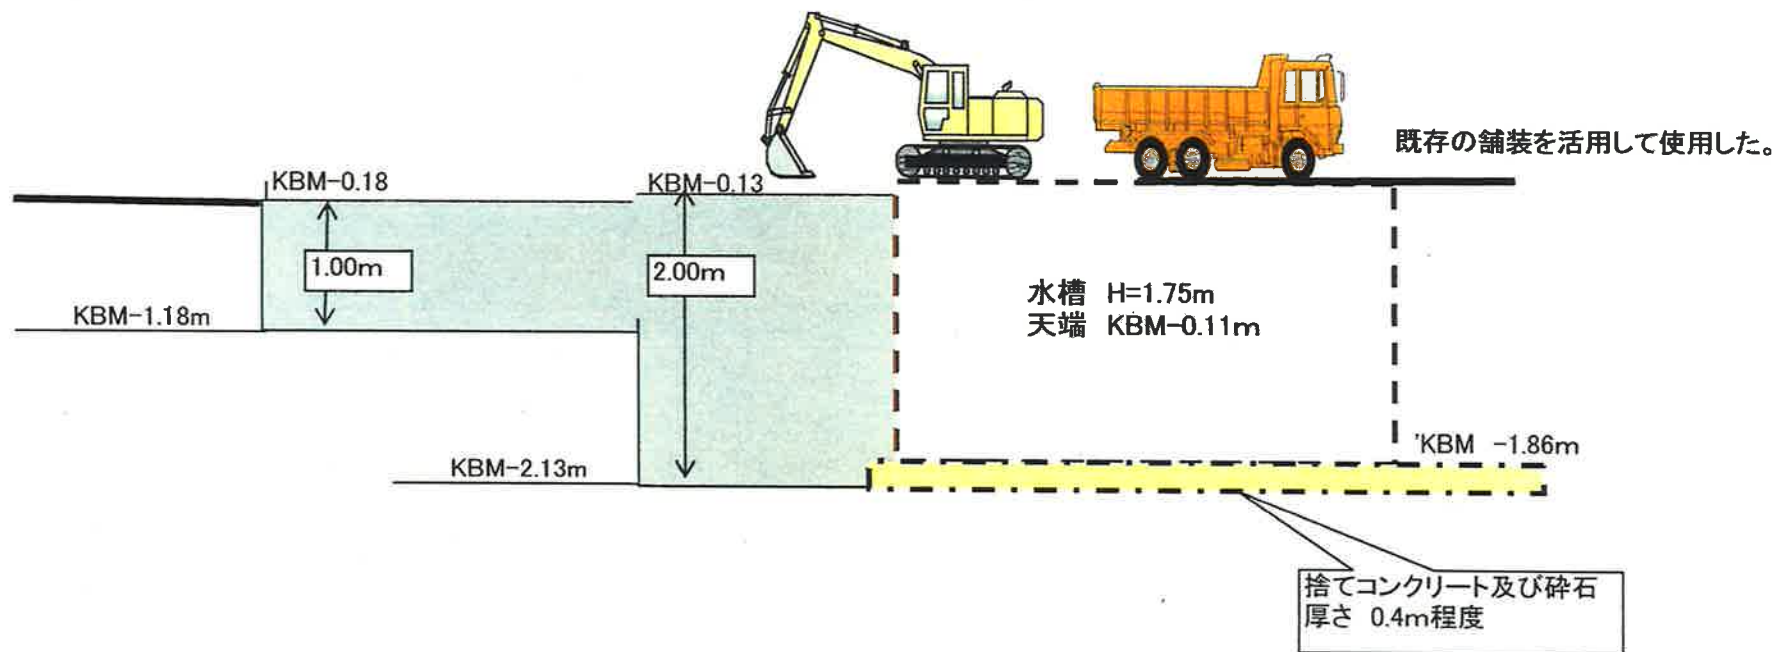 既存の舗装を活用して使用した。
KBM-0.18
KBM-0.13
1.00m
2.00m
水槽 H=1.75m
天端 KBM-0.11m
KBM-1.18m
'KBM -1.86m
KBM-2.13m
捨てコンクリート及び砕石
厚さ 0.4m程度